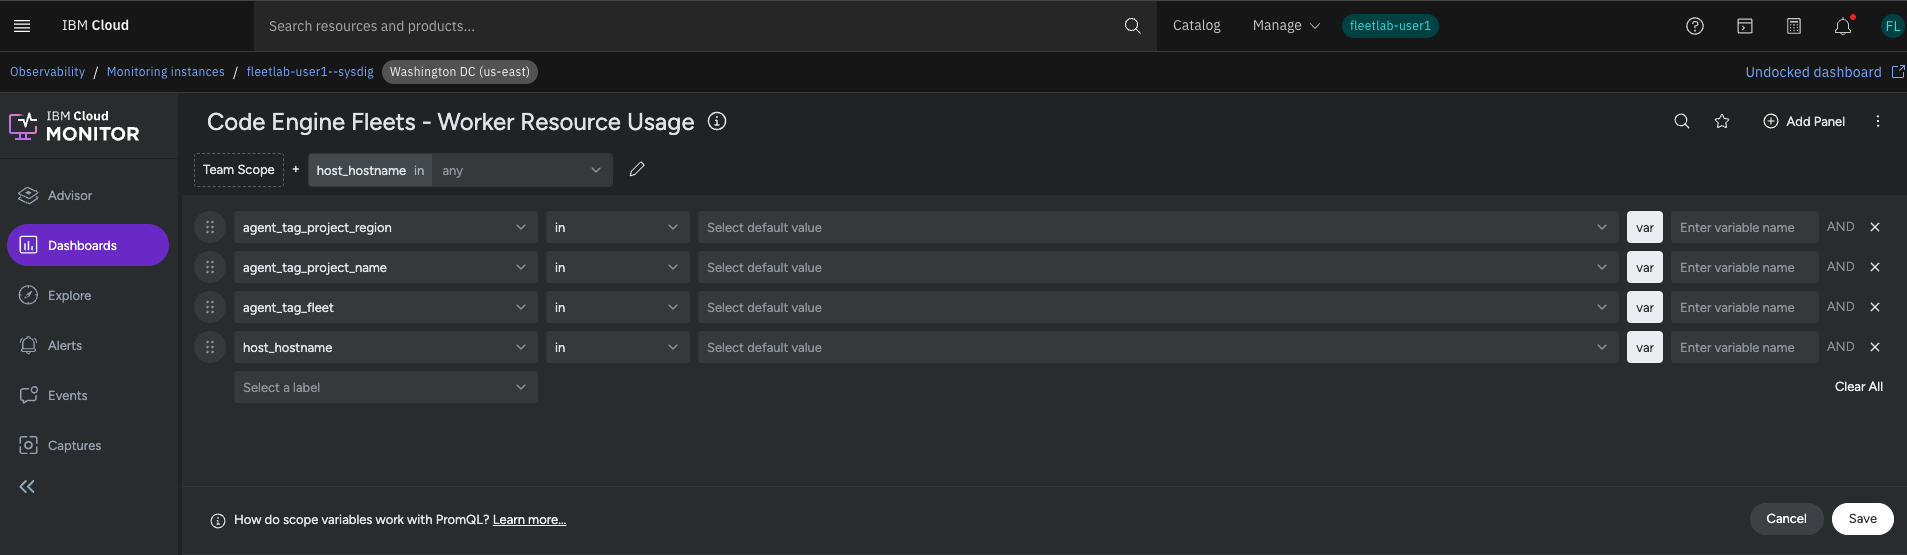 IBM Cloud
Search resources and products...
Catalog
Manage
fleetlab-user1
FL
Observability / Monitoring instances / fleetlab-user1--sysdig Washington DC (us-east)
Undocked dashboard
IBM Cloud
MONITOR
Code Engine Fleets - Worker Resource Usage
Add Panel
Team Scope + host_hostname in any
Advisor
Dashboards
Explore
Alerts
Events
Captures
agent_tag_project_region in Select default value var Enter variable name AND
agent_tag_project_name in Select default value var Enter variable name AND
agent_tag_fleet in Select default value var Enter variable name AND
host_hostname in Select default value var Enter variable name AND
Select a label
Clear All
How do scope variables work with PromQL? Learn more...
Cancel
Save